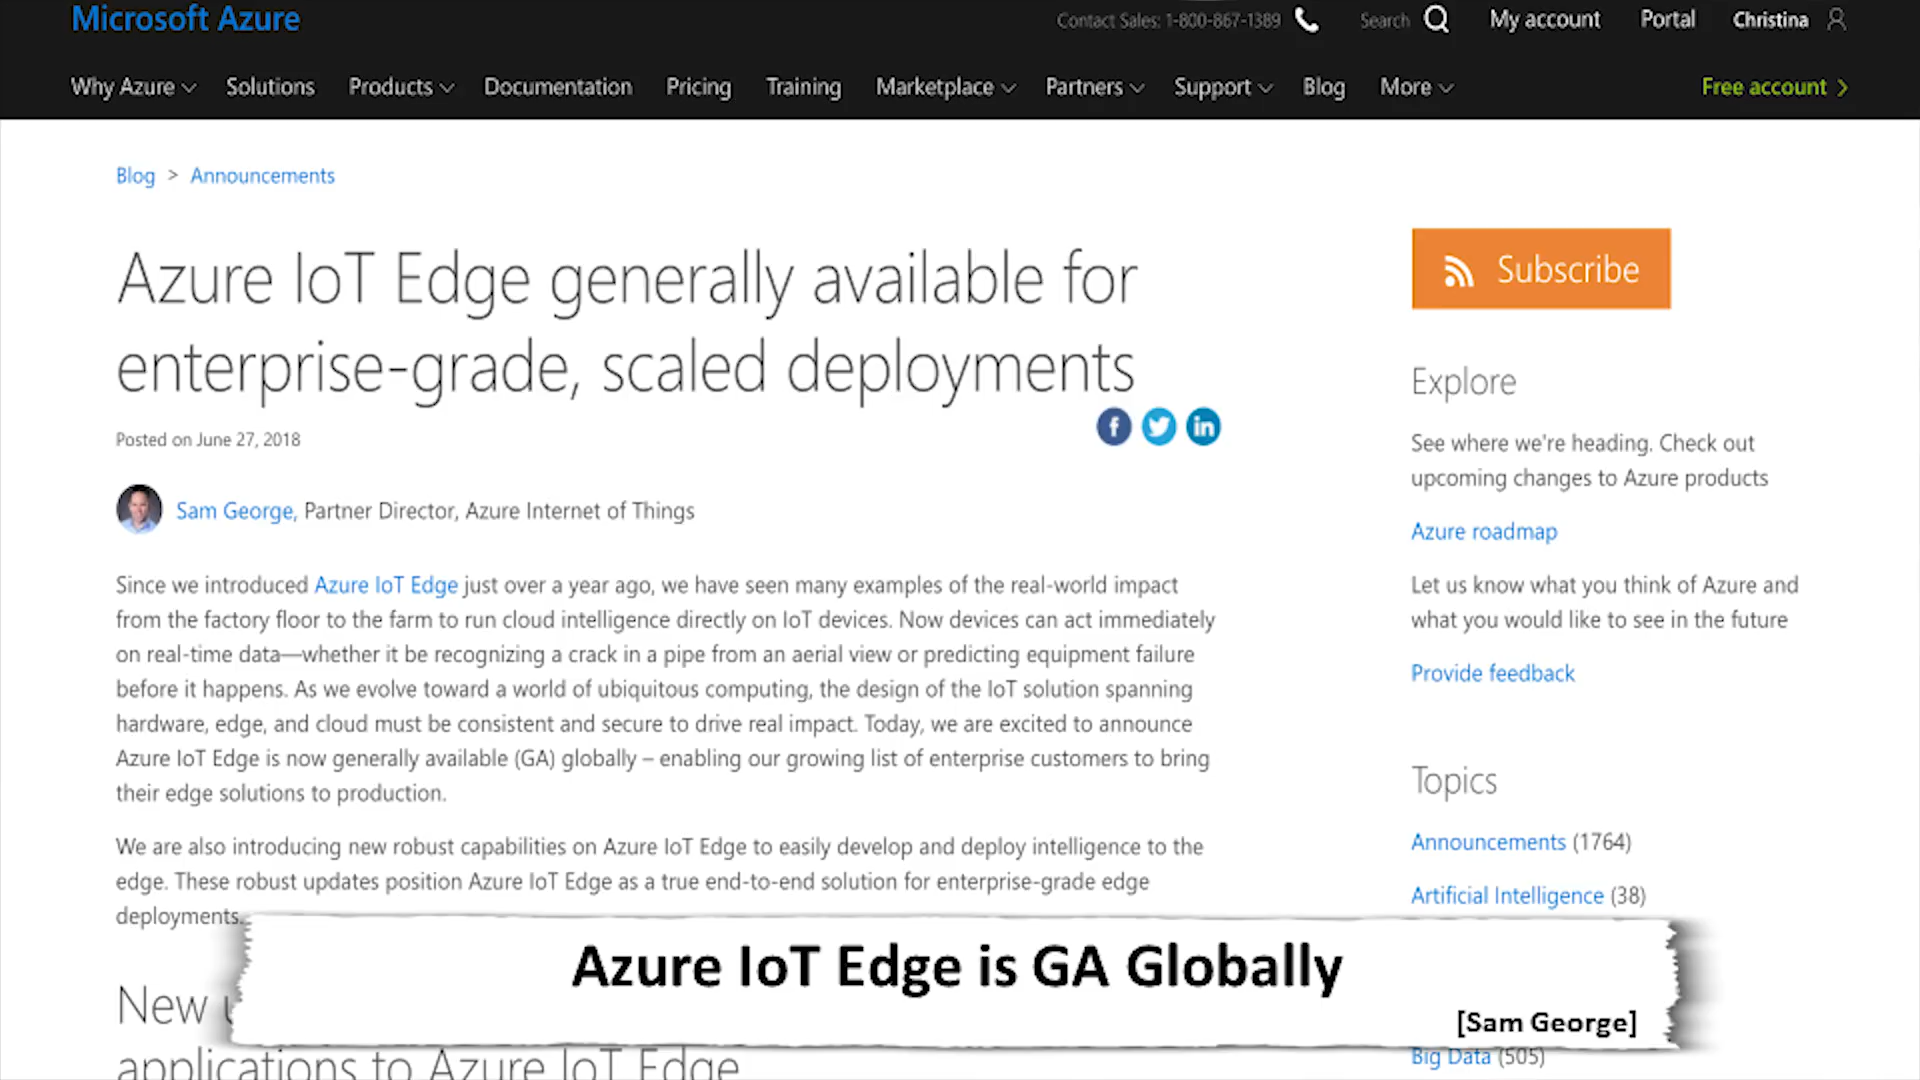 Microsoft Azure
Contact Sales: 1-800-867-1389
Search
My account
Portal
Christina
Why Azure
Solutions
Products
Documentation
Pricing
Training
Marketplace
Partners
Support
Blog
More
Free account
Blog > Announcements
Azure IoT Edge generally available for
enterprise-grade, scaled deployments
Posted on June 27, 2018
Sam George, Partner Director, Azure Internet of Things
Since we introduced Azure IoT Edge just over a year ago, we have seen many examples of the real-world impact
from the factory floor to the farm to run cloud intelligence directly on IoT devices. Now devices can act immediately
on real-time data—whether it be recognizing a crack in a pipe from an aerial view or predicting equipment failure
before it happens. As we evolve toward a world of ubiquitous computing, the design of the IoT solution spanning
hardware, edge, and cloud must be consistent and secure to drive real impact. Today, we are excited to announce
Azure IoT Edge is now generally available (GA) globally – enabling our growing list of enterprise customers to bring
their edge solutions to production.
We are also introducing new robust capabilities on Azure IoT Edge to easily develop and deploy intelligence to the
edge. These robust updates position Azure IoT Edge as a true end-to-end solution for enterprise-grade edge
deployments.
New
applications to Azure IoT Edge
Subscribe
Explore
See where we're heading. Check out
upcoming changes to Azure products
Azure roadmap
Let us know what you think of Azure and
what you would like to see in the future
Provide feedback
Topics
Announcements (1764)
Artificial Intelligence (38)
Big Data (505)
Azure IoT Edge is GA Globally
[Sam George]